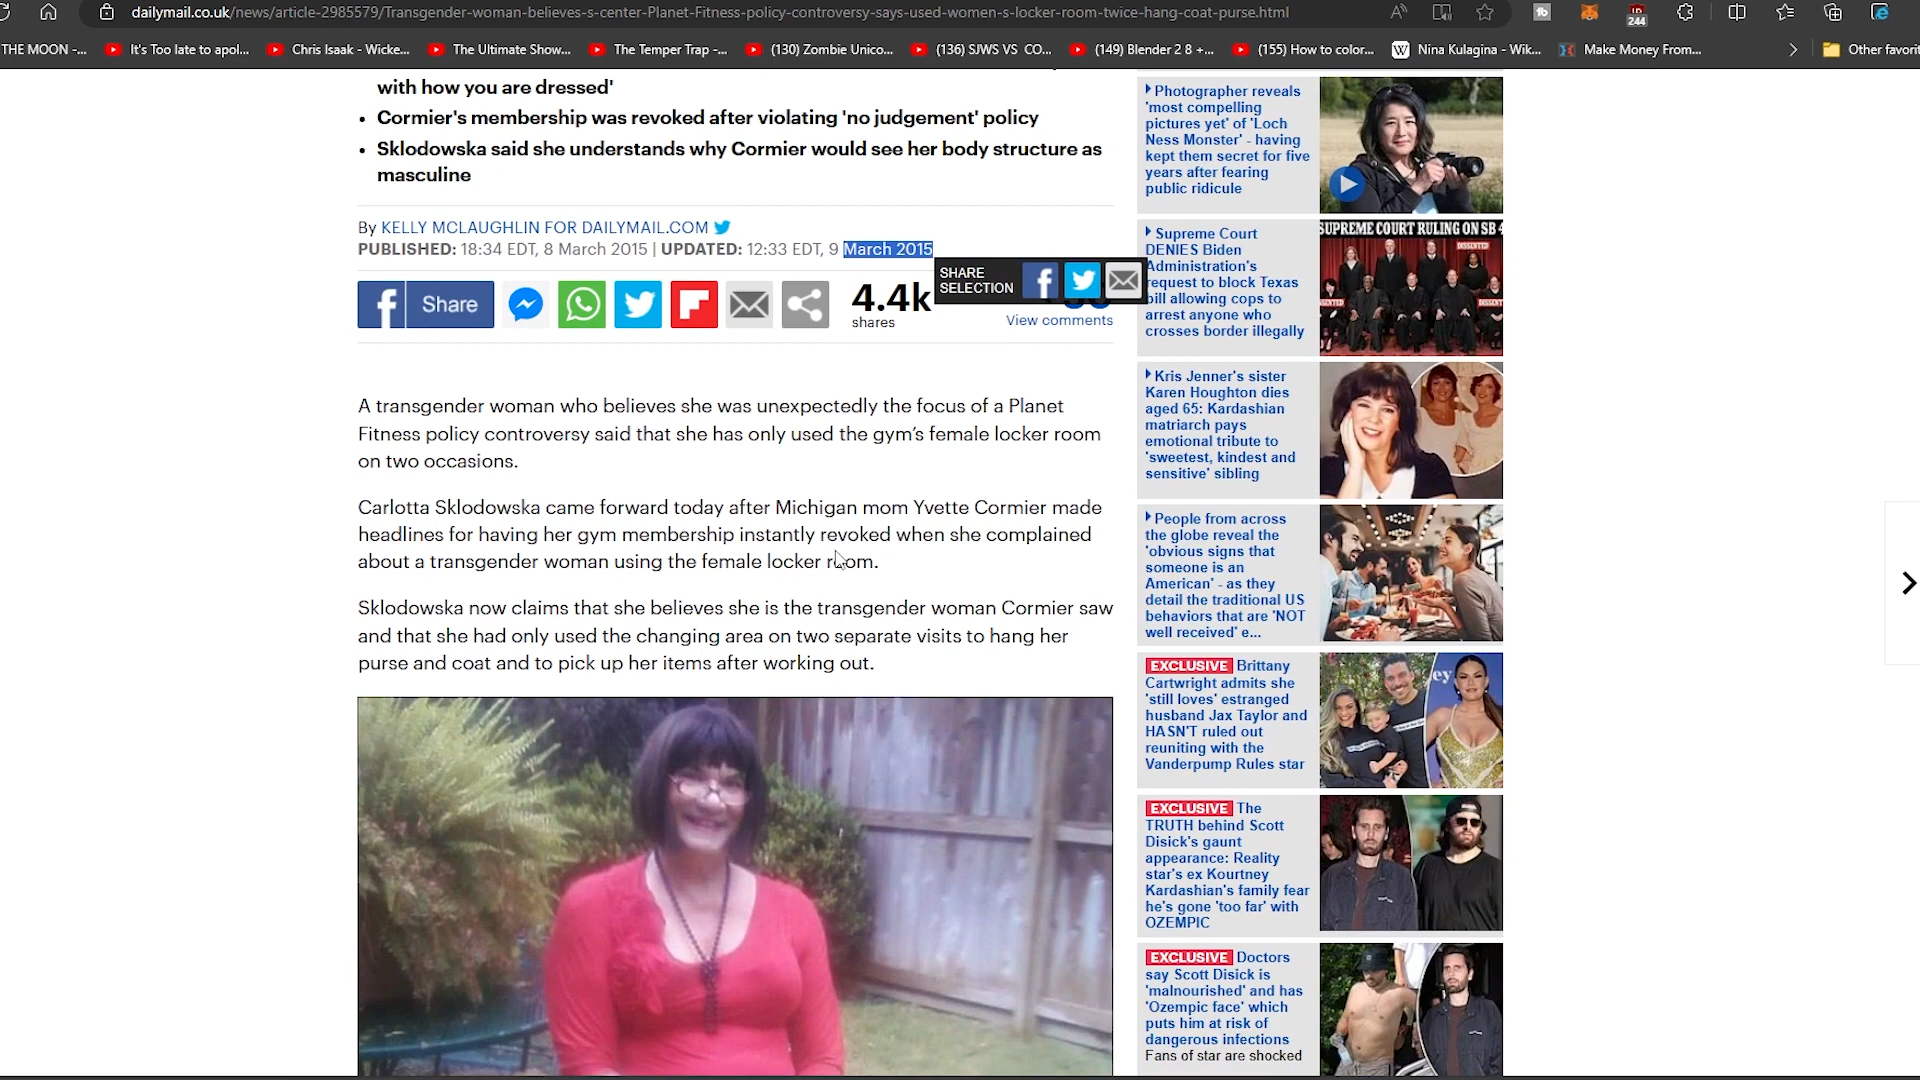 dailymail.co.uk/news/article-2985579/Transgender-woman-believes-s-center-Planet-Fitness-policy-controversy-says-used-women-s-locker-room-twice-hang-coat-purse.html
244
THE MOON -...
It's Too late to apol...
Chris Isaak - Wicke...
The Ultimate Show...
The Temper Trap -...
(130) Zombie Unico...
(136) SJWS VS CO...
(149) Blender 2 8 +...
(155) How to color...
W
Nina Kulagina - Wik...
Make Money From...
Other favorit
with how you are dressed'
• Cormier's membership was revoked after violating 'no judgement' policy
• Sklodowska said she understands why Cormier would see her body structure as
masculine
By KELLY MCLAUGHLIN FOR DAILYMAIL.COM
PUBLISHED: 18:34 EDT, 8 March 2015 | UPDATED: 12:33 EDT, 9 March 2015
SHARE
SELECTION
Share
4.4k
shares
View comments
A transgender woman who believes she was unexpectedly the focus of a Planet
Fitness policy controversy said that she has only used the gym's female locker room
on two occasions.
Carlotta Sklodowska came forward today after Michigan mom Yvette Cormier made
headlines for having her gym membership instantly revoked when she complained
about a transgender woman using the female locker room.
Sklodowska now claims that she believes she is the transgender woman Cormier saw
and that she had only used the changing area on two separate visits to hang her
purse and coat and to pick up her items after working out.
Photographer reveals
'most compelling
pictures yet' of 'Loch
Ness Monster' - having
kept them secret for five
years after fearing
public ridicule
Supreme Court
DENIES Biden
Administration's
request to block Texas
bill allowing cops to
arrest anyone who
crosses border illegally
SUPREME COURT RULING ON SB 4
DISSENTED
Kris Jenner's sister
Karen Houghton dies
aged 65: Kardashian
matriarch pays
emotional tribute to
'sweetest, kindest and
sensitive' sibling
People from across
the globe reveal the
'obvious signs that
someone is an
American' - as they
detail the traditional US
behaviors that are 'NOT
well received' e...
EXCLUSIVE Brittany
Cartwright admits she
'still loves' estranged
husband Jax Taylor and
HASN'T ruled out
reuniting with the
Vanderpump Rules star
EXCLUSIVE The
TRUTH behind Scott
Disick's gaunt
appearance: Reality
star's ex Kourtney
Kardashian's family fear
he's gone 'too far' with
OZEMPIC
EXCLUSIVE Doctors
say Scott Disick is
'malnourished' and has
'Ozempic face' which
puts him at risk of
dangerous infections
Fans of star are shocked